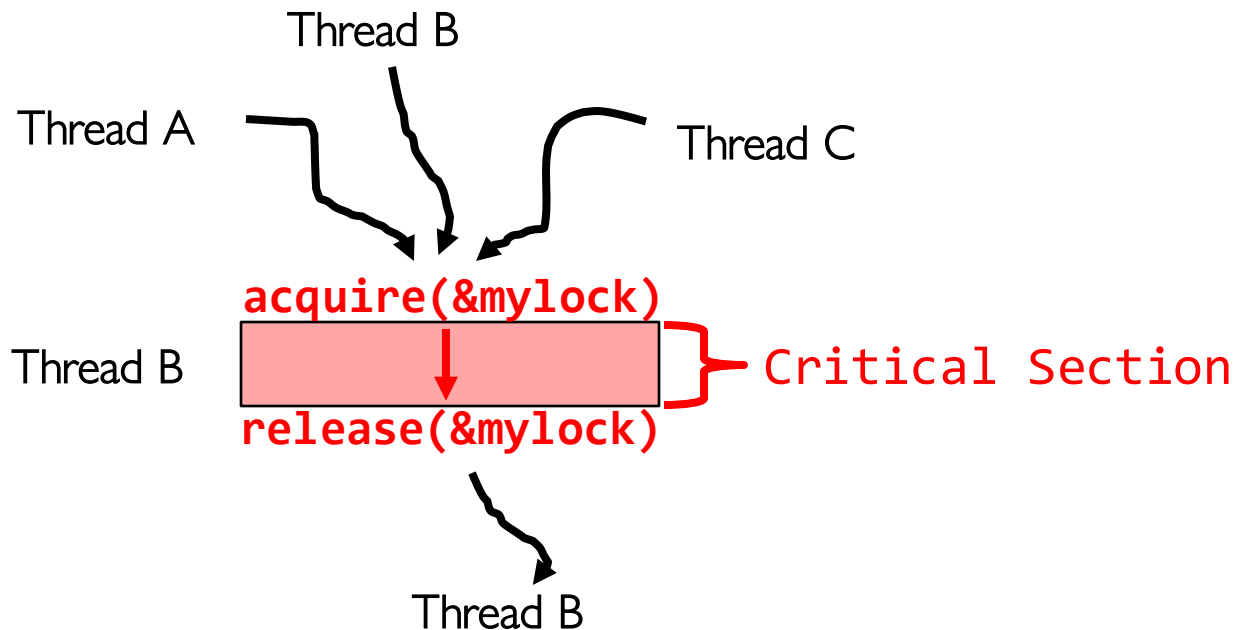 Thread B
Thread A
Thread C
acquire(&mylock)
Thread B
Critical Section
release(&mylock)
Thread B